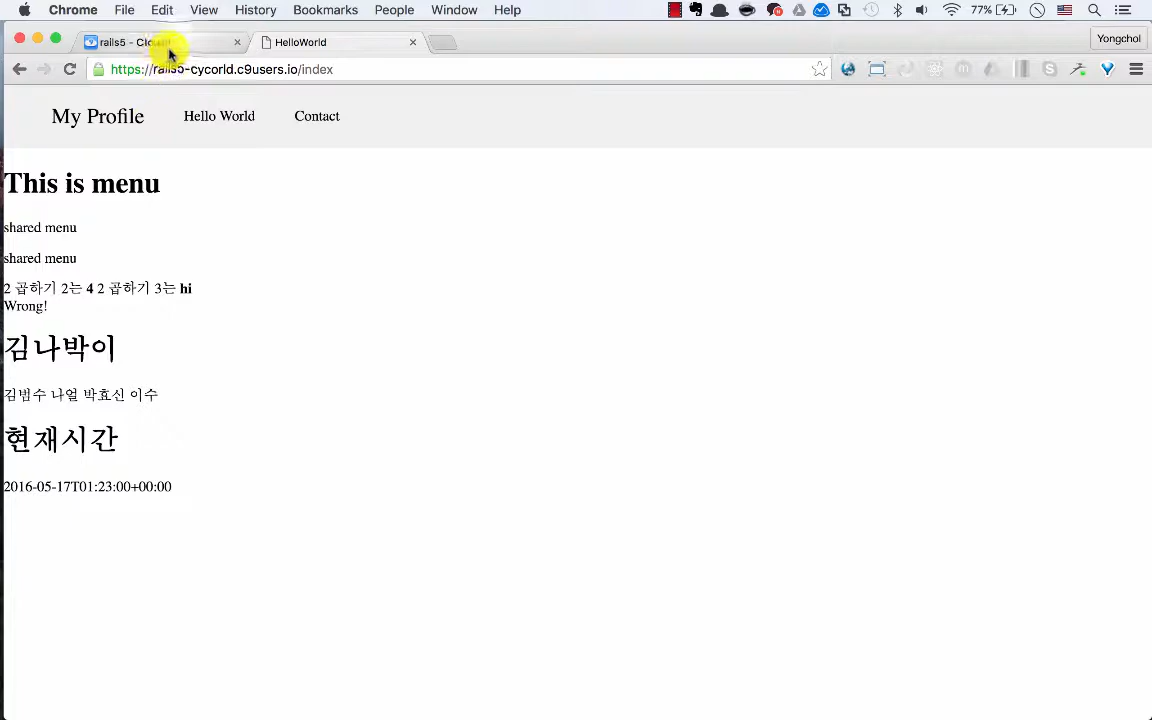 Chrome File Edit View History Bookmarks People Window Help 77%
rails5 - Clou
HelloWorld
Yongchol
https://rails5-cycorld.c9users.io/index
My Profile Hello World Contact
This is menu
shared menu
shared menu
2 곱하기 2는 4 2 곱하기 3는 hi
Wrong!
김나박이
김범수 나얼 박효신 이수
현재시간
2016-05-17T01:23:00+00:00